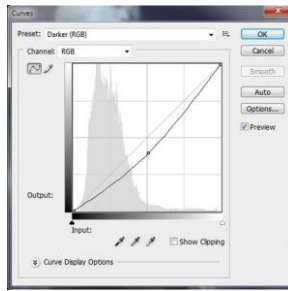 Curves
Preset: Darker (RGB)
OK
Channel: RGB
Cancel
Smooth
Auto
Options...
Preview
Output:
Input:
Show Clipping
Curve Display Options